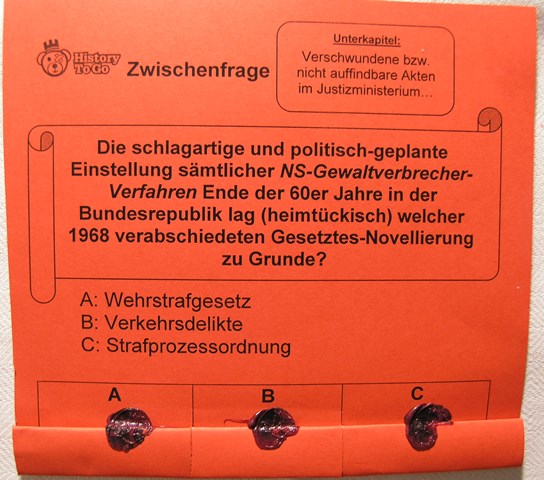 History
To Go
Zwischenfrage
Unterkapitel:
Verschwundene bzw.
nicht auffindbare Akten
im Justizministerium...
Die schlagartige und politisch-geplante
Einstellung sämtlicher NS-Gewaltverbrecher-
Verfahren Ende der 60er Jahre in der
Bundesrepublik lag (heimtückisch) welcher
1968 verabschiedeten Gesetztes-Novellierung
zu Grunde?
A: Wehrstrafgesetz
B: Verkehrsdelikte
C: Strafprozessordnung
A B C